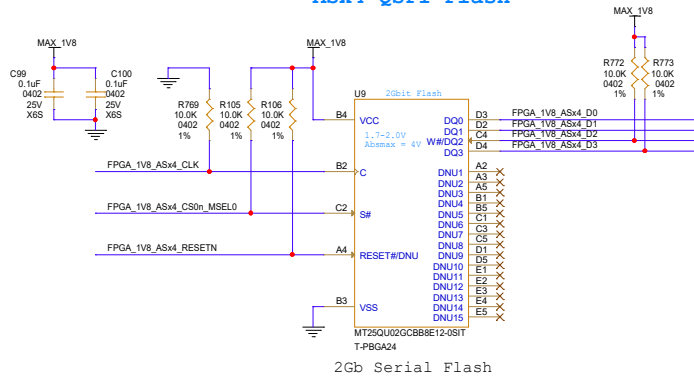 ASx4 QSPI Flash
MAX_1V8
MAX_1V8
MAX_1V8
C99
0.1uF
0402
25V
X6S
C100
0.1uF
0402
25V
X6S
R769
10.0K
0402
1%
R105
10.0K
0402
1%
R106
10.0K
0402
1%
R772
10.0K
0402
1%
R773
10.0K
0402
1%
U9
2Gbit Flash
1.7-2.0V
Absmax = 4V
FPGA_1V8_ASx4_CLK
FPGA_1V8_ASx4_CS0n_MSEL0
FPGA_1V8_ASx4_RESETN
B4 VCC
B2 C
C2 S#
A4 RESET#/DNU
B3 VSS
DQ0 D3 FPGA_1V8_ASx4_D0
DQ1 D2 FPGA_1V8_ASx4_D1
W#/DQ2 C4 FPGA_1V8_ASx4_D2
DQ3 D4 FPGA_1V8_ASx4_D3
DNU1 A2
DNU2 A3
DNU3 A5
DNU4 B1
DNU5 B5
DNU6 C1
DNU7 C3
DNU8 C5
DNU9 D1
DNU10 D5
DNU11 E1
DNU12 E2
DNU13 E3
DNU14 E4
DNU15 E5
MT25QU02GCBB8E12-0SIT
T-PBGA24
2Gb Serial Flash